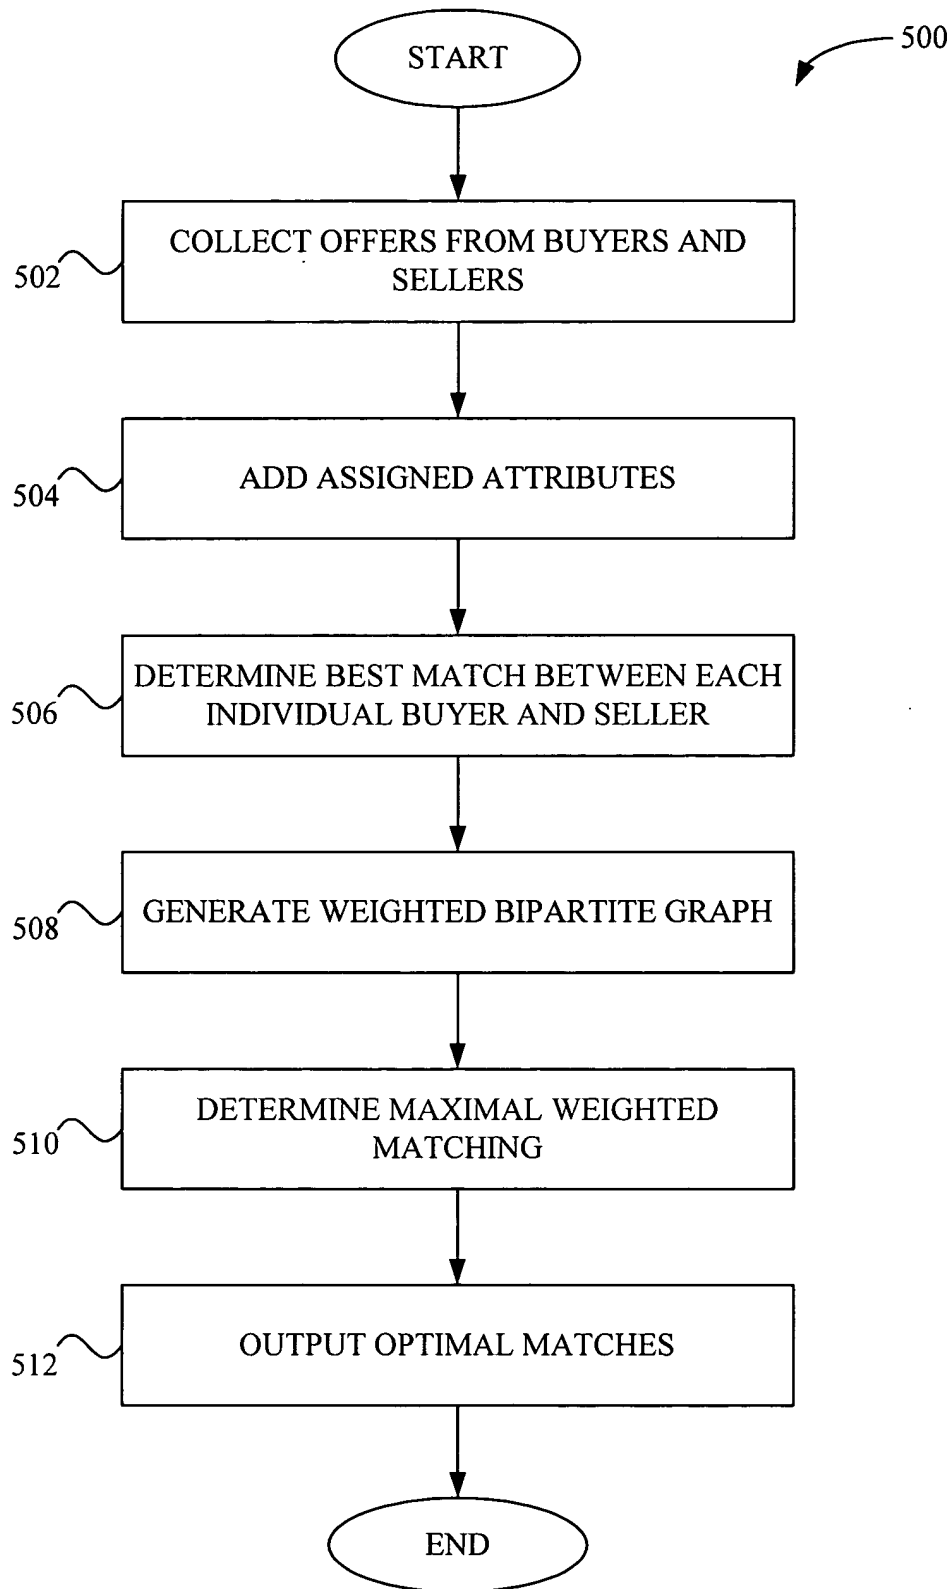 START
500
COLLECT OFFERS FROM BUYERS AND
SELLERS
502
ADD ASSIGNED ATTRIBUTES
504
DETERMINE BEST MATCH BETWEEN EACH
INDIVIDUAL BUYER AND SELLER
506
GENERATE WEIGHTED BIPARTITE GRAPH
508
DETERMINE MAXIMAL WEIGHTED
MATCHING
510
OUTPUT OPTIMAL MATCHES
512
END